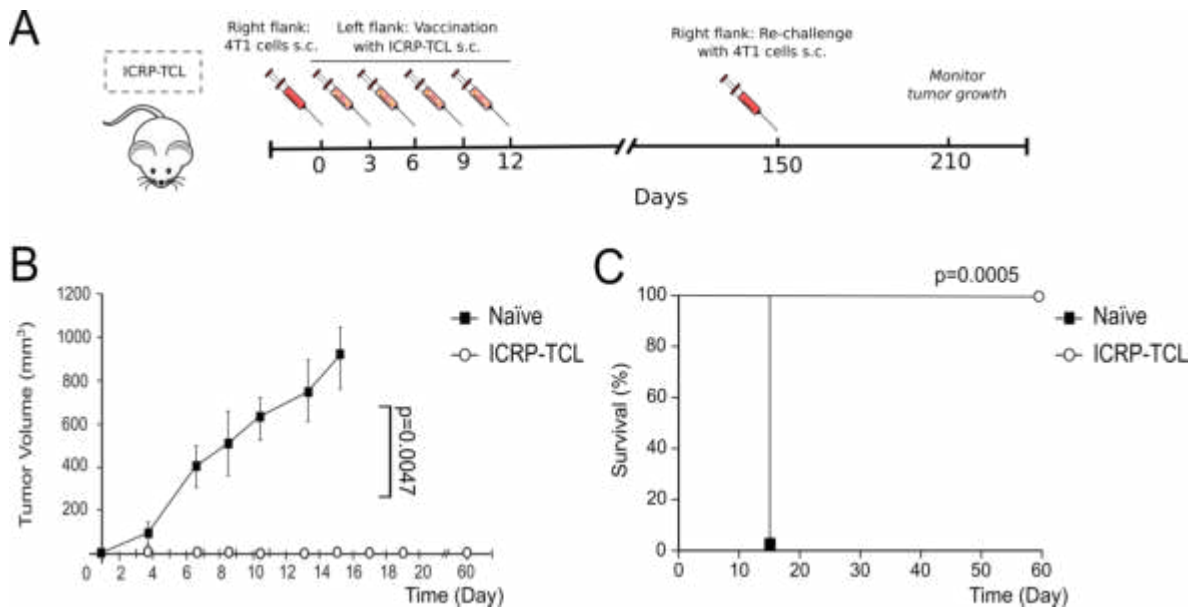 A
Right flank:
4T1 cells s.c.
Left flank: Vaccination
with ICRP-TCL s.c.
Right flank: Re-challenge
with 4T1 cells s.c.
ICRP-TCL
Monitor
tumor growth
0 3 6 9 12 150 210
Days
B
1200
1000
800
600
400
200
0 2 4 6 8 10 12 14 16 18 20 60
Tumor Volume (mm³)
Time (Day)
Naïve
ICRP-TCL
p=0.0047
C
p=0.0005
100
80
60
40
20
0
0 10 20 30 40 50 60
Survival (%)
Time (Day)
Naïve
ICRP-TCL